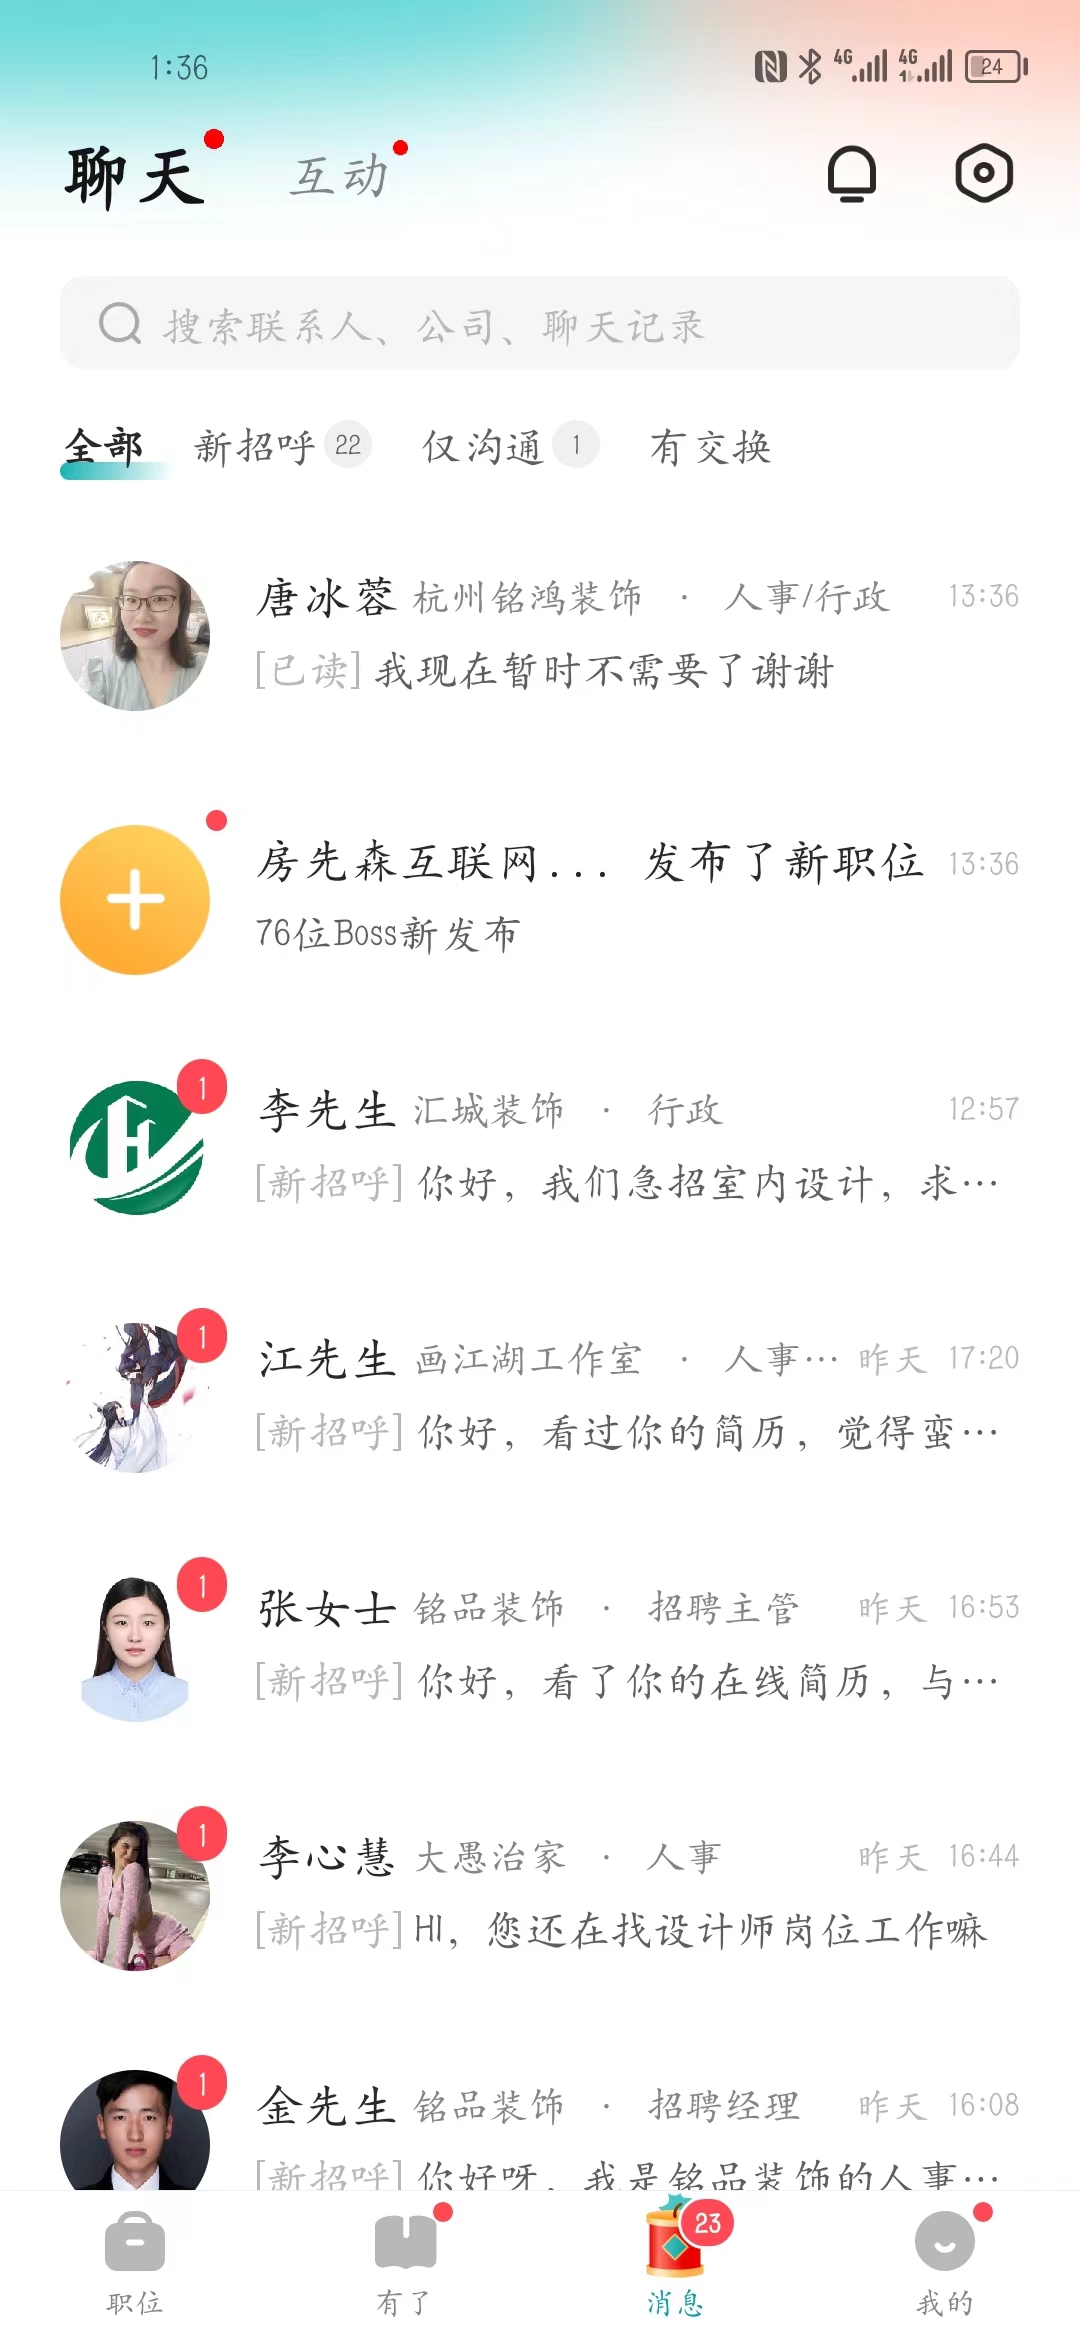 1:36
4G 4G 24
聊天 互动
搜索联系人、公司、聊天记录
全部 新招呼 22 仅沟通 1 有交换
唐冰蓉 杭州铭鸿装饰 · 人事/行政 13:36
[已读] 我现在暂时不需要了谢谢
房先森互联网... 发布了新职位 13:36
76位Boss新发布
1
李先生 汇城装饰 · 行政 12:57
[新招呼] 你好，我们急招室内设计，求…
1
江先生 画江湖工作室 · 人事… 昨天 17:20
[新招呼] 你好，看过你的简历，觉得蛮…
1
张女士 铭品装饰 · 招聘主管 昨天 16:53
[新招呼] 你好，看了你的在线简历，与…
1
李心慧 大愚治家 · 人事 昨天 16:44
[新招呼] HI，您还在找设计师岗位工作嘛
1
金先生 铭品装饰 · 招聘经理 昨天 16:08
[新招呼] 你好呀，我是铭品装饰的人事…
23
职位 有了 消息 我的